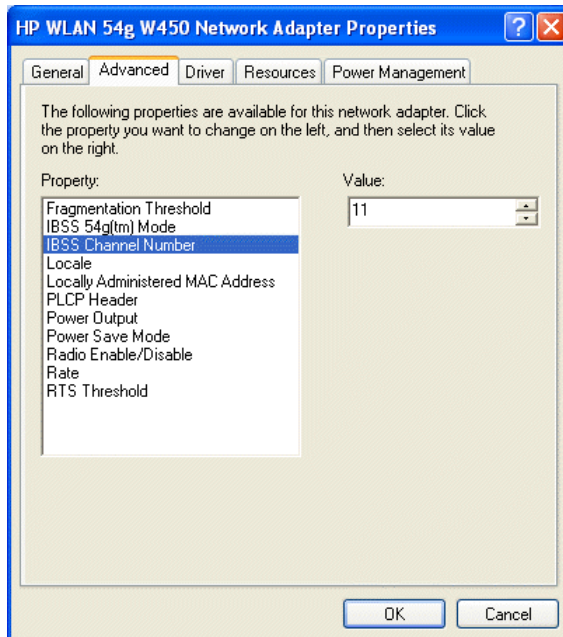 HP WLAN 54g W450 Network Adapter Properties
General Advanced Driver Resources Power Management
The following properties are available for this network adapter. Click
the property you want to change on the left, and then select its value
on the right.
Property:
Value:
Fragmentation Threshold
IBSS 54g(tm) Mode
IBSS Channel Number
Locale
Locally Administered MAC Address
PLCP Header
Power Output
Power Save Mode
Radio Enable/Disable
Rate
RTS Threshold
11
OK Cancel